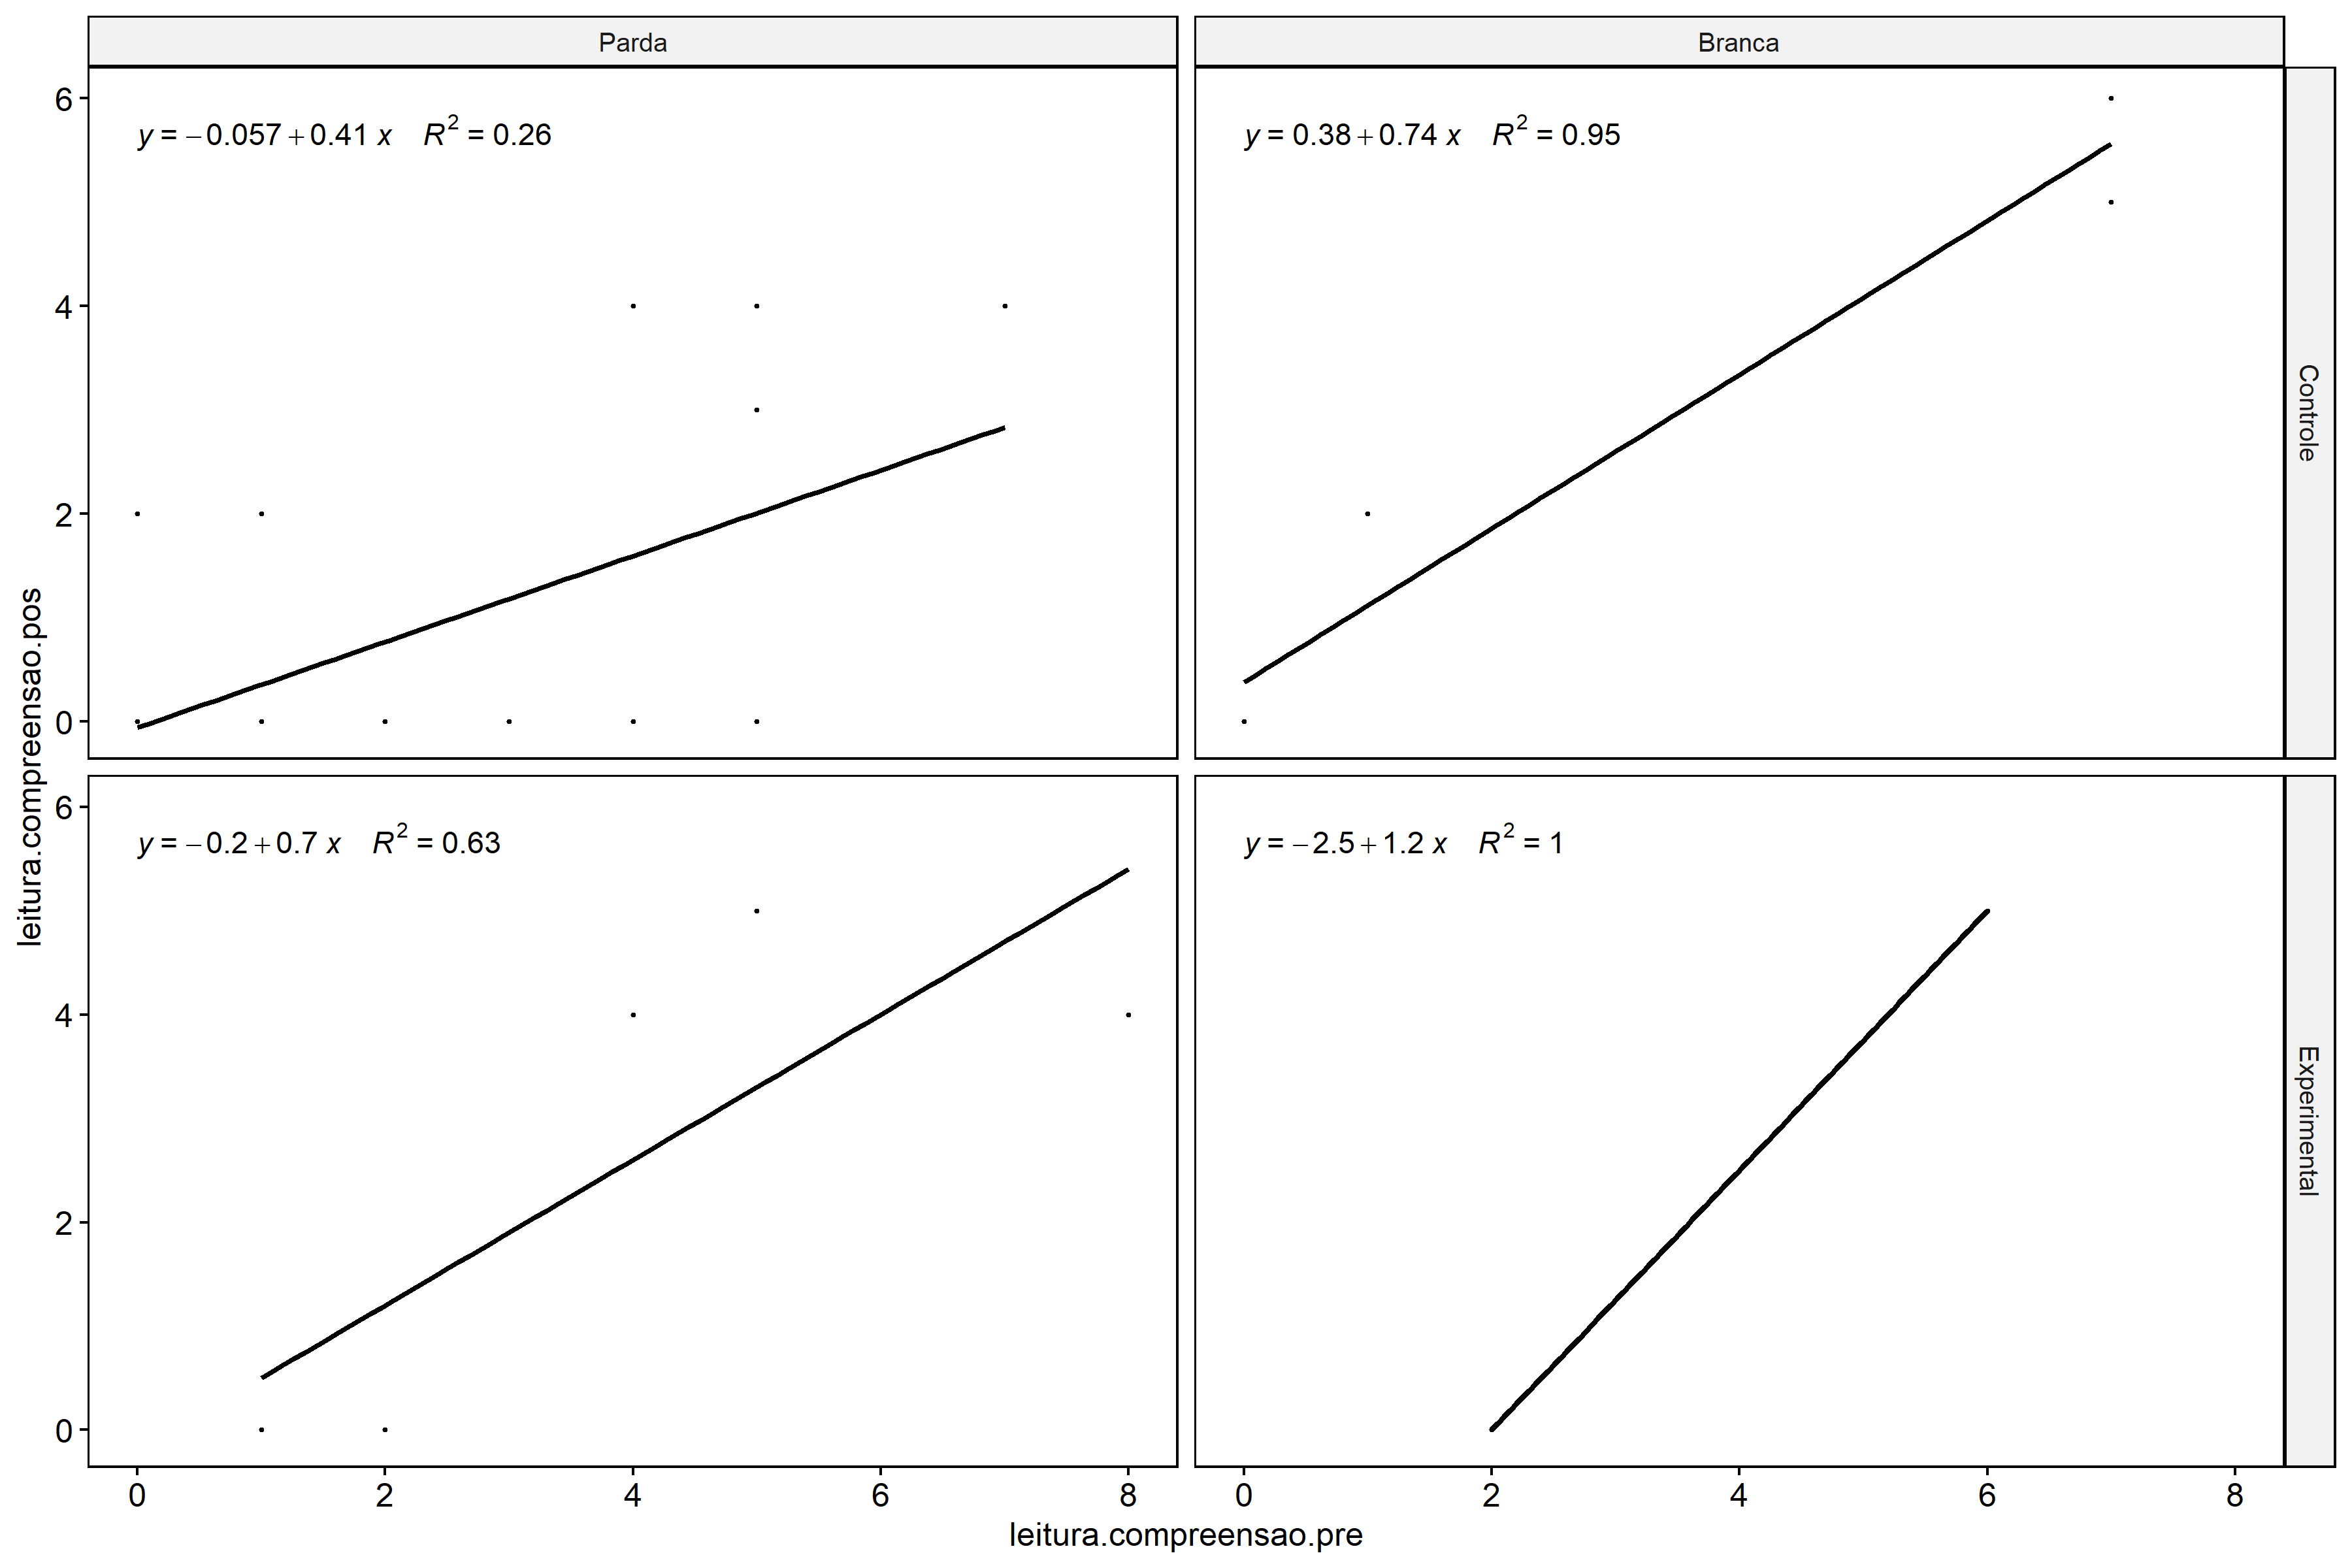 Parda
Branca
6
y = −0.057 + 0.41 x R² = 0.26
y = 0.38 + 0.74 x R² = 0.95
4
2
0
Controle
6
y = −0.2 + 0.7 x R² = 0.63
y = −2.5 + 1.2 x R² = 1
4
2
0
Experimental
leitura.compreensao.pos
0 2 4 6 8 0 2 4 6 8
leitura.compreensao.pre